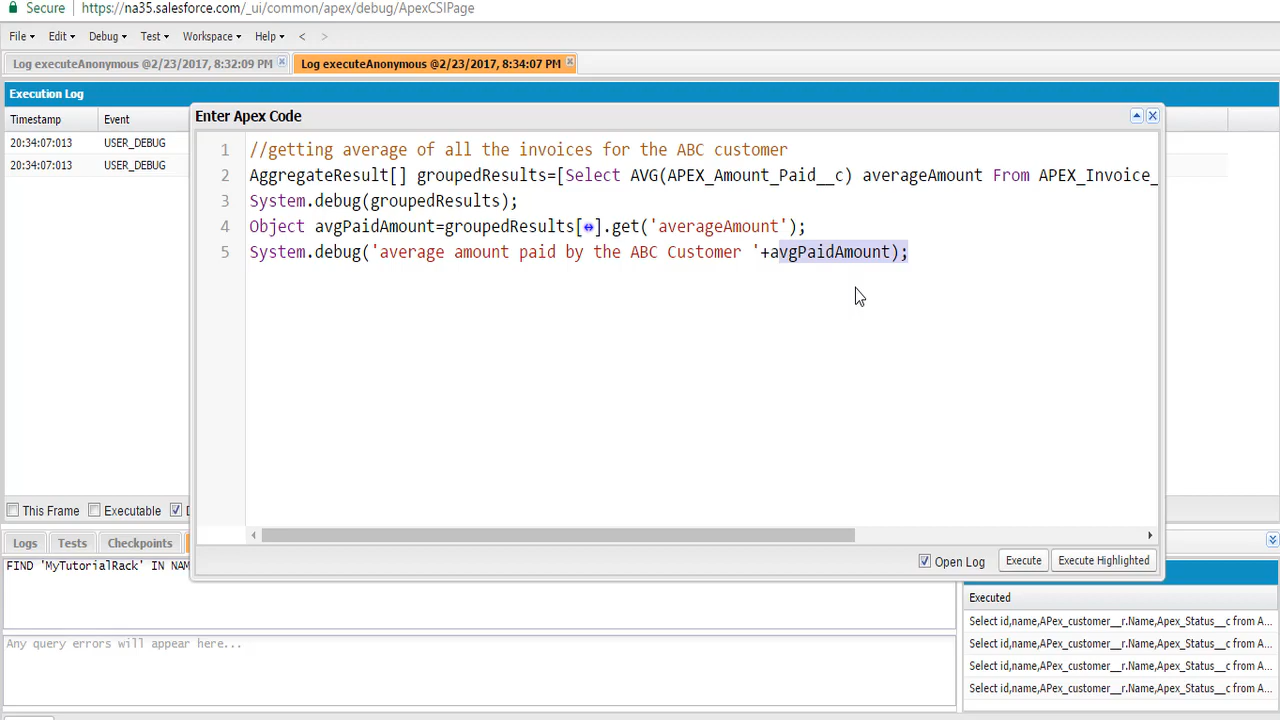 Secure https://na35.salesforce.com/_ui/common/apex/debug/ApexCSIPage
File Edit Debug Test Workspace Help < >
Log executeAnonymous @2/23/2017, 8:32:09 PM Log executeAnonymous @2/23/2017, 8:34:07 PM
Execution Log
Timestamp Event
20:34:07:013 USER_DEBUG
20:34:07:013 USER_DEBUG
Enter Apex Code
1 //getting average of all the invoices for the ABC customer
2 AggregateResult[] groupedResults=[Select AVG(APEX_Amount_Paid__c) averageAmount From APEX_Invoice_
3 System.debug(groupedResults);
4 Object avgPaidAmount=groupedResults[↔].get('averageAmount');
5 System.debug('average amount paid by the ABC Customer '+avgPaidAmount);
Open Log Execute Execute Highlighted
This Frame Executable D
Logs Tests Checkpoints
FIND 'MyTutorialRack' IN NAM
Any query errors will appear here...
Executed
Select id,name,APex_customer__r.Name,Apex_Status__c from A...
Select id,name,APex_customer__r.Name,Apex_Status__c from A...
Select id,name,APex_customer__r.Name,Apex_Status__c from A...
Select id,name,APex_customer__r.Name,Apex_Status__c from A...